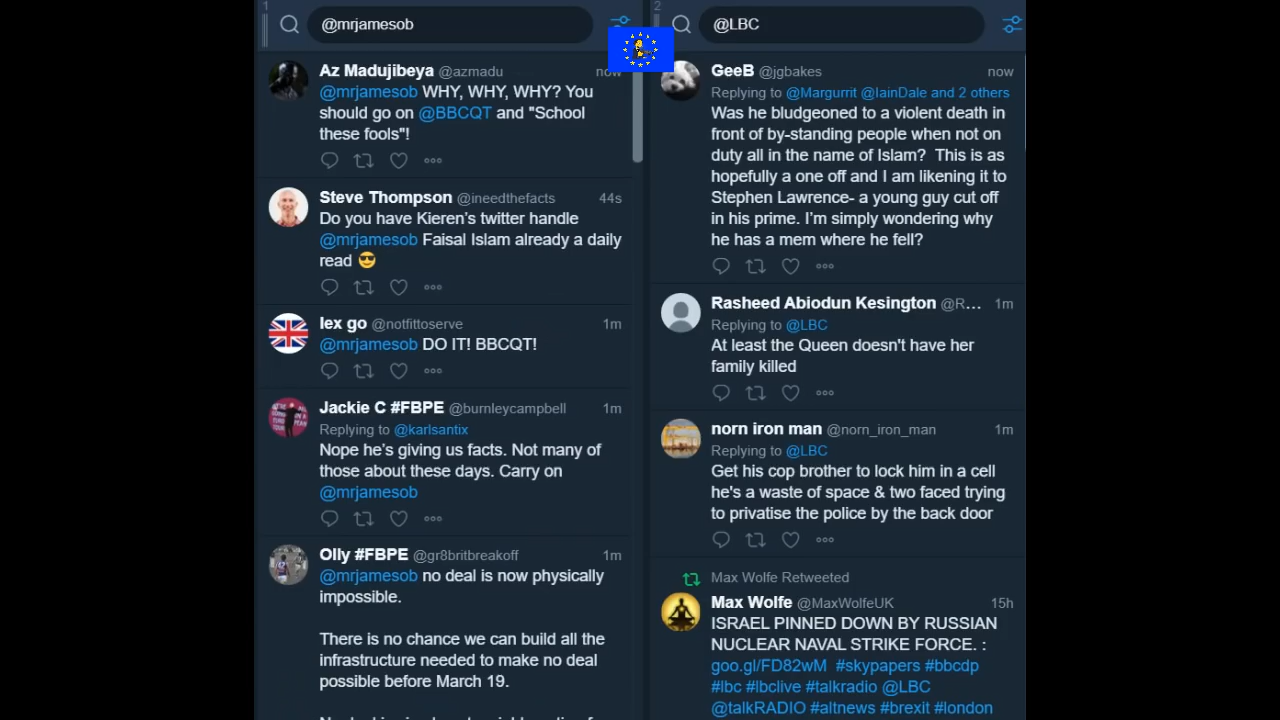 1
@mrjamesob
Az Madujibeya @azmadu now
@mrjamesob WHY, WHY, WHY? You
should go on @BBCQT and "School
these fools"!
Steve Thompson @ineedthefacts 44s
Do you have Kieren's twitter handle
@mrjamesob Faisal Islam already a daily
read 😎
lex go @notfittoserve 1m
@mrjamesob DO IT! BBCQT!
Jackie C #FBPE @burnleycampbell 1m
Replying to @karlsantix
Nope he's giving us facts. Not many of
those about these days. Carry on
@mrjamesob
Olly #FBPE @gr8britbreakoff 1m
@mrjamesob no deal is now physically
impossible.
There is no chance we can build all the
infrastructure needed to make no deal
possible before March 19.
2
@LBC
GeeB @jgbakes now
Replying to @Margurrit @IainDale and 2 others
Was he bludgeoned to a violent death in
front of by-standing people when not on
duty all in the name of Islam? This is as
hopefully a one off and I am likening it to
Stephen Lawrence- a young guy cut off
in his prime. I'm simply wondering why
he has a mem where he fell?
Rasheed Abiodun Kesington @R... 1m
Replying to @LBC
At least the Queen doesn't have her
family killed
norn iron man @norn_iron_man 1m
Replying to @LBC
Get his cop brother to lock him in a cell
he's a waste of space & two faced trying
to privatise the police by the back door
Max Wolfe Retweeted
Max Wolfe @MaxWolfeUK 15h
ISRAEL PINNED DOWN BY RUSSIAN
NUCLEAR NAVAL STRIKE FORCE. :
goo.gl/FD82wM #skypapers #bbcdp
#lbc #lbclive #talkradio @LBC
@talkRADIO #altnews #brexit #london